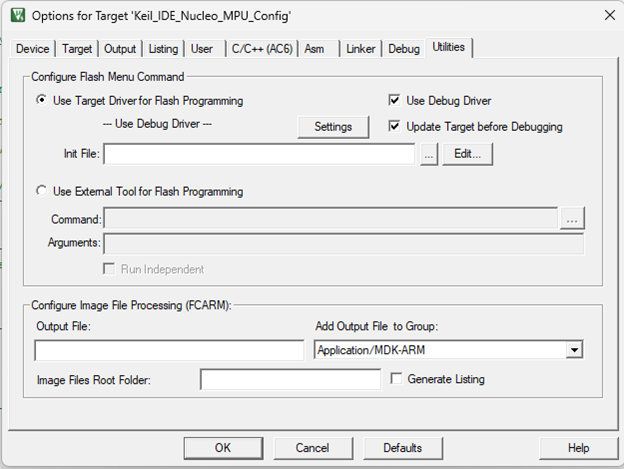 Options for Target 'Keil_IDE_Nucleo_MPU_Config'
Device Target Output Listing User C/C++ (AC6) Asm Linker Debug Utilities
Configure Flash Menu Command
Use Target Driver for Flash Programming
Use Debug Driver
--- Use Debug Driver ---
Settings
Update Target before Debugging
Init File:
...
Edit...
Use External Tool for Flash Programming
Command:
...
Arguments:
Run Independent
Configure Image File Processing (FCARM):
Output File:
Add Output File to Group:
Application/MDK-ARM
Image Files Root Folder:
Generate Listing
OK Cancel Defaults Help